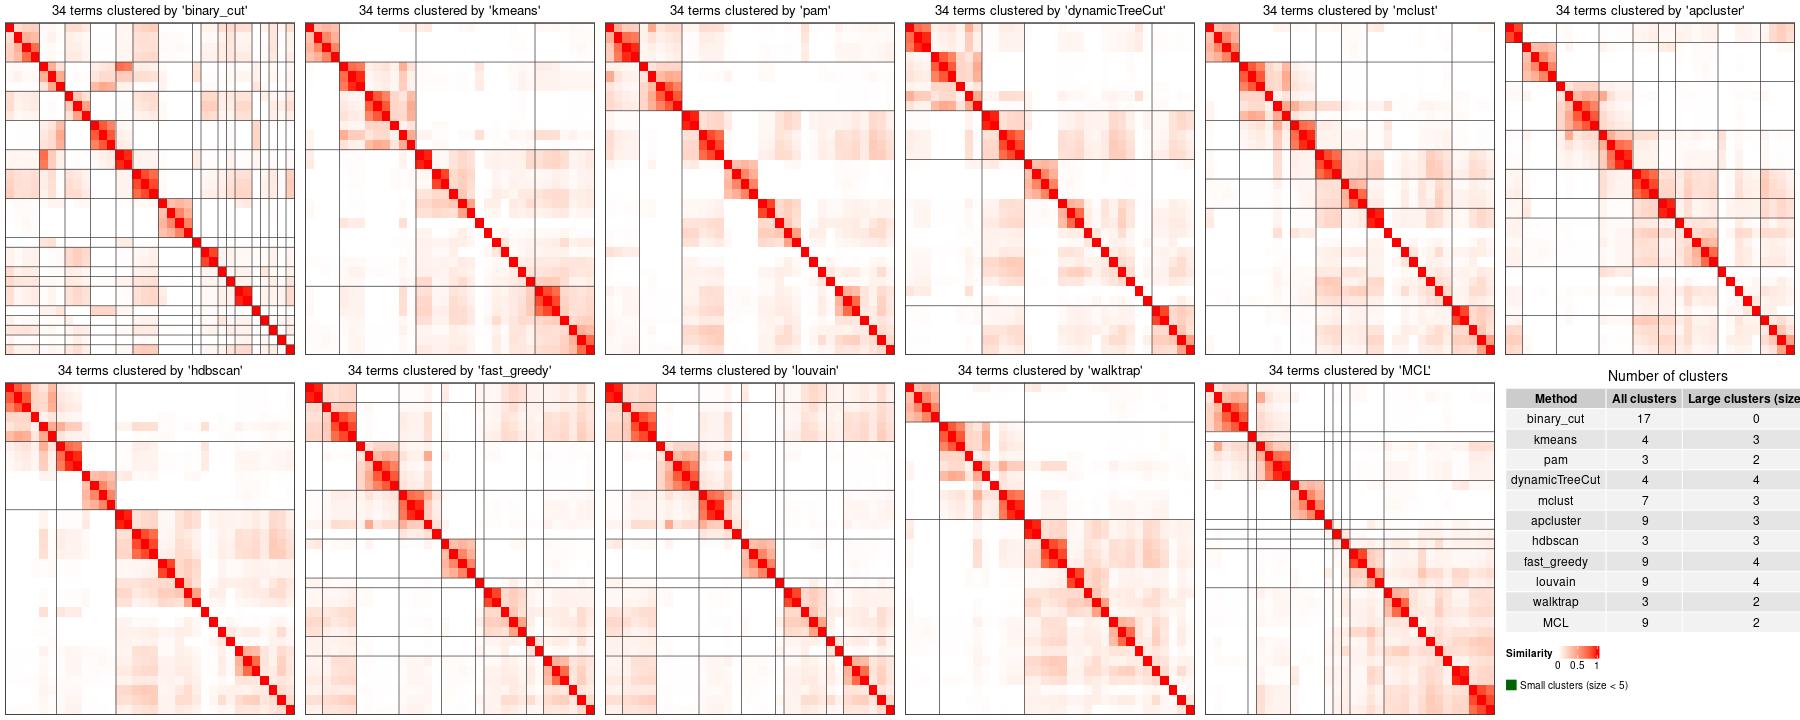 34 terms clustered by 'binary_cut'
34 terms clustered by 'kmeans'
34 terms clustered by 'pam'
34 terms clustered by 'dynamicTreeCut'
34 terms clustered by 'mclust'
34 terms clustered by 'apcluster'
34 terms clustered by 'hdbscan'
34 terms clustered by 'fast_greedy'
34 terms clustered by 'louvain'
34 terms clustered by 'walktrap'
34 terms clustered by 'MCL'
Number of clusters
Method All clusters Large clusters (size
binary_cut 17 0
kmeans 4 3
pam 3 2
dynamicTreeCut 4 4
mclust 7 3
apcluster 9 3
hdbscan 3 3
fast_greedy 9 4
louvain 9 4
walktrap 3 2
MCL 9 2
Similarity
0 0.5 1
Small clusters (size < 5)